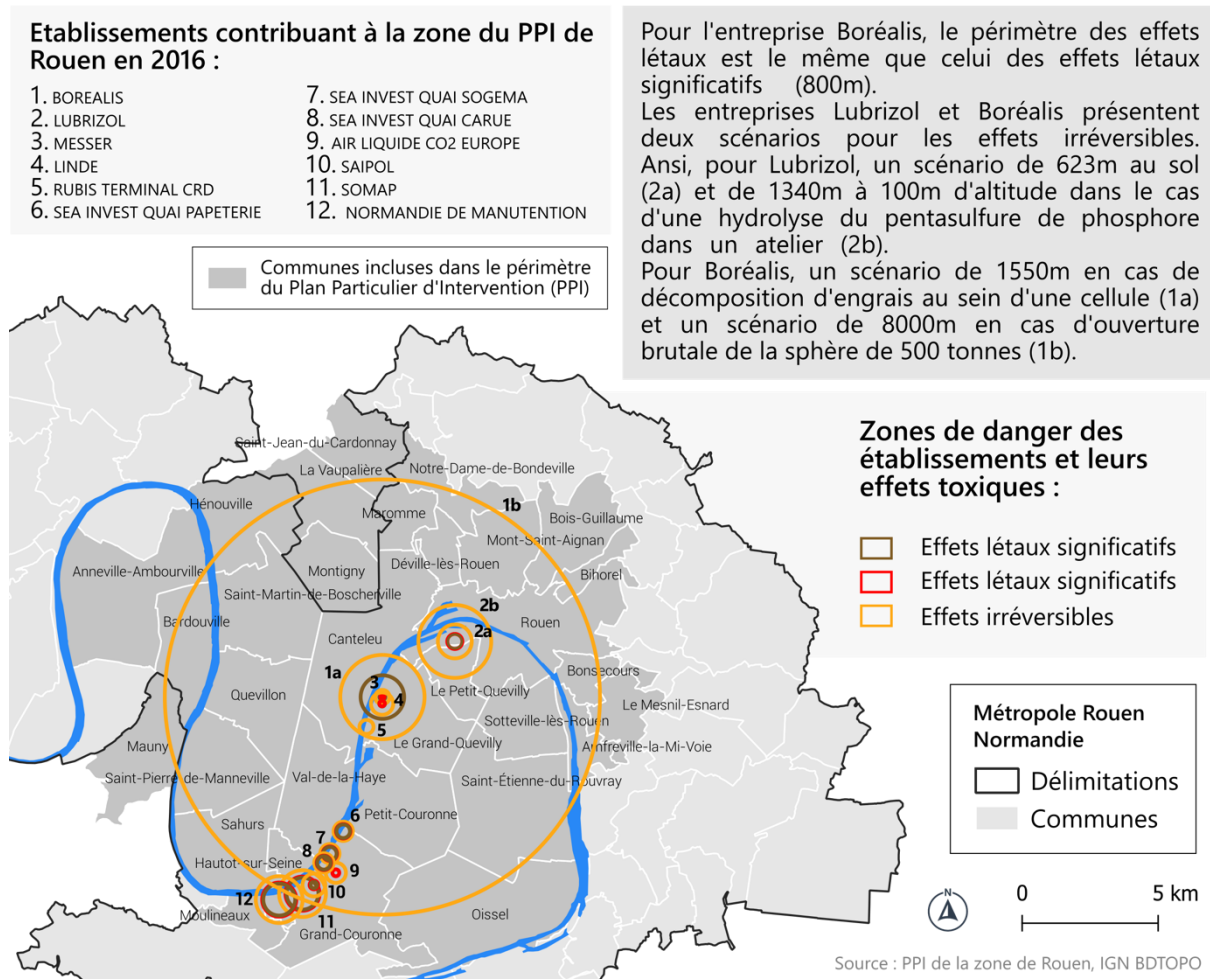 Etablissements contribuant à la zone du PPI de
Rouen en 2016 :
1. BOREALIS
2. LUBRIZOL
3. MESSER
4. LINDE
5. RUBIS TERMINAL CRD
6. SEA INVEST QUAI PAPETERIE
7. SEA INVEST QUAI SOGEMA
8. SEA INVEST QUAI CARUE
9. AIR LIQUIDE CO2 EUROPE
10. SAIPOL
11. SOMAP
12. NORMANDIE DE MANUTENTION
Pour l'entreprise Boréalis, le périmètre des effets
létaux est le même que celui des effets létaux
significatifs (800m).
Les entreprises Lubrizol et Boréalis présentent
deux scénarios pour les effets irréversibles.
Ansi, pour Lubrizol, un scénario de 623m au sol
(2a) et de 1340m à 100m d'altitude dans le cas
d'une hydrolyse du pentasulfure de phosphore
dans un atelier (2b).
Pour Boréalis, un scénario de 1550m en cas de
décomposition d'engrais au sein d'une cellule (1a)
et un scénario de 8000m en cas d'ouverture
brutale de la sphère de 500 tonnes (1b).
Communes incluses dans le périmètre
du Plan Particulier d'Intervention (PPI)
Zones de danger des
établissements et leurs
effets toxiques :
Effets létaux significatifs
Effets létaux significatifs
Effets irréversibles
Saint-Jean-du-Cardonnay
La Vaupalière
Notre-Dame-de-Bondeville
Hénouville
1b
Maromme
Bois-Guillaume
Mont-Saint-Aignan
Déville-lès-Rouen
Anneville-Ambourville
Montigny
Bihorel
Saint-Martin-de-Boscherville
2b
Bardouville
Rouen
2a
Canteleu
1a
Bonsecours
3
Quevillon
Le Petit-Quevilly
4
Le Mesnil-Esnard
Sotteville-lès-Rouen
5
Mauny
Le Grand-Quevilly
Amfreville-la-Mi-Voie
Saint-Pierre-de-Manneville
Val-de-la-Haye
Saint-Étienne-du-Rouvray
6
Petit-Couronne
Sahurs
7
8
Hautot-sur-Seine
9
10
12
Moulineaux
11
Oissel
Grand-Couronne
Métropole Rouen
Normandie
Délimitations
Communes
N
0
5 km
Source : PPI de la zone de Rouen, IGN BDTOPO